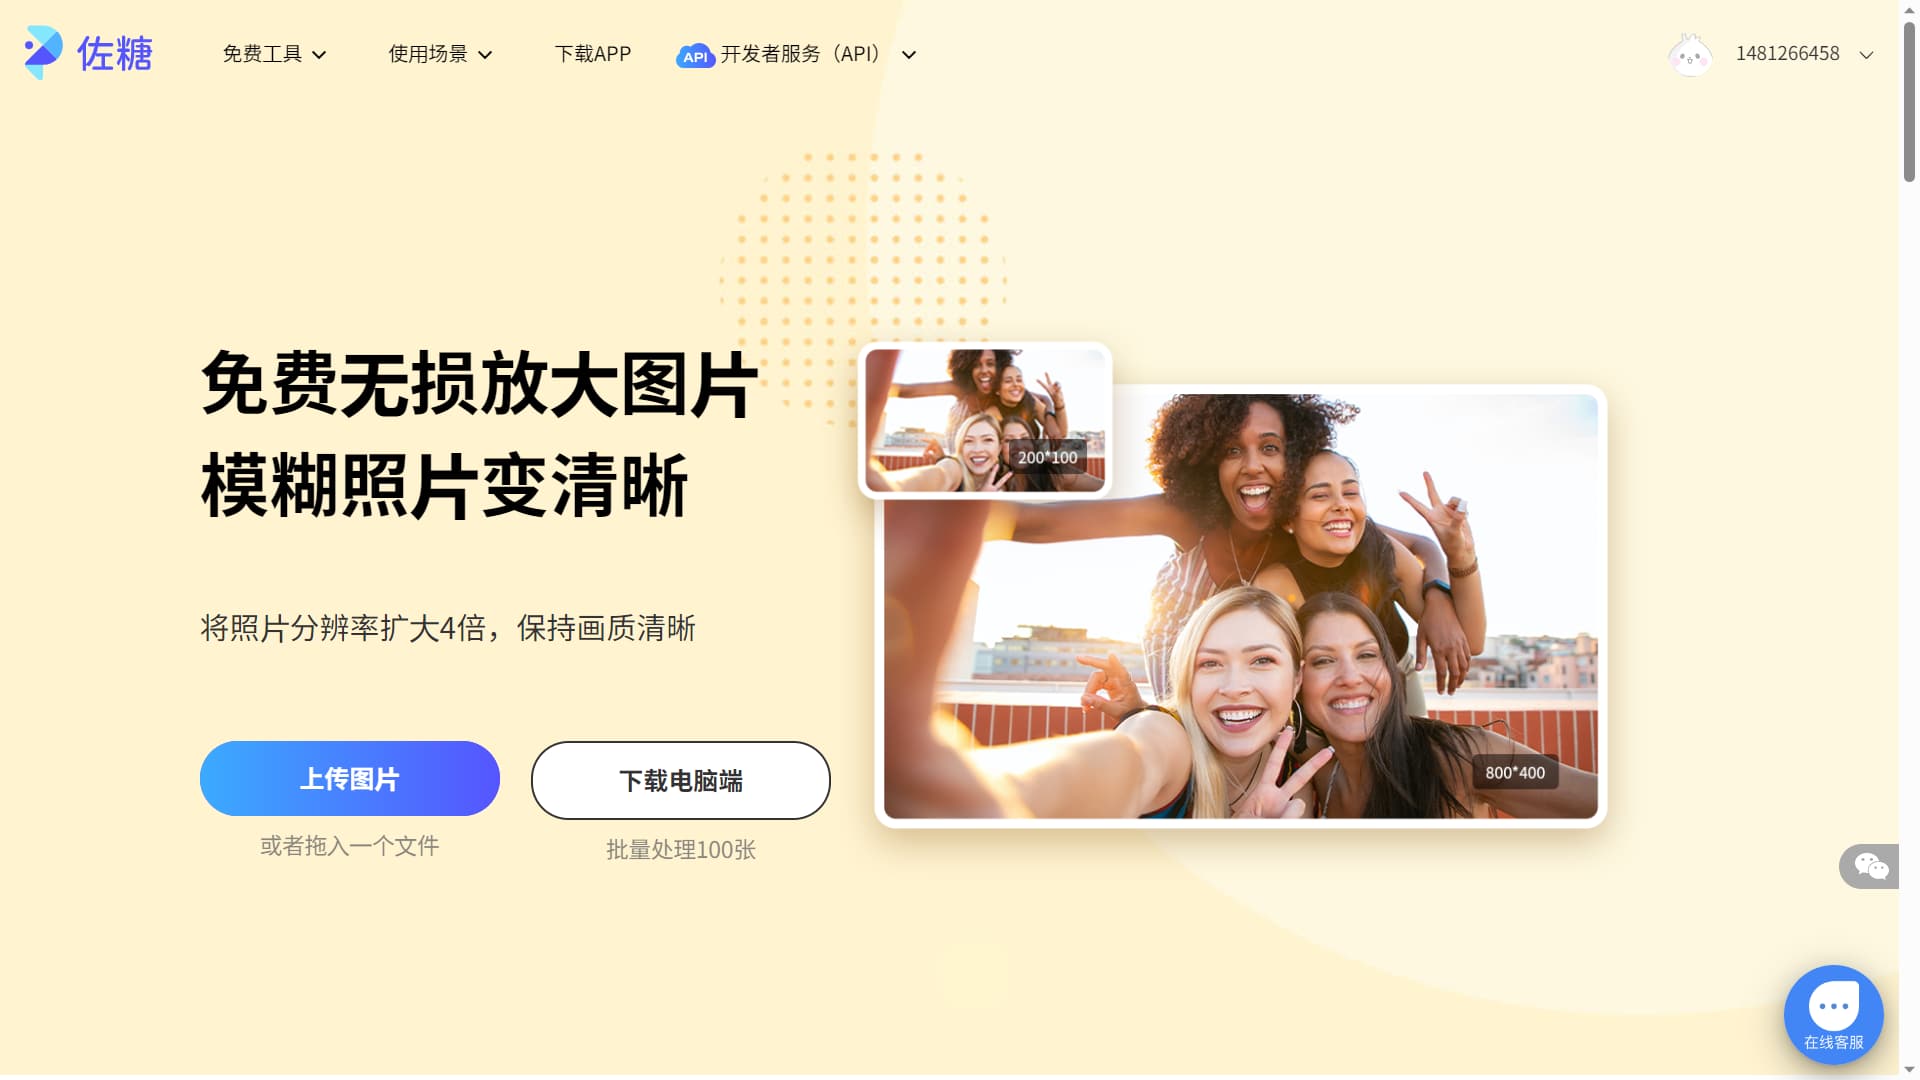 佐糖
免费工具
使用场景
下载APP
API 开发者服务（API）
1481266458
免费无损放大图片
模糊照片变清晰
200*100
将照片分辨率扩大4倍，保持画质清晰
上传图片
下载电脑端
800*400
或者拖入一个文件
批量处理100张
在线客服